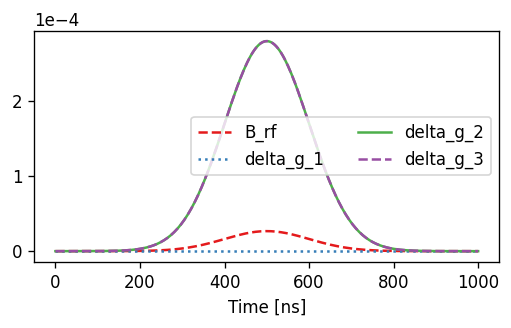 1e−4
2
1
0
B_rf
delta_g_1
delta_g_2
delta_g_3
0 200 400 600 800 1000
Time [ns]